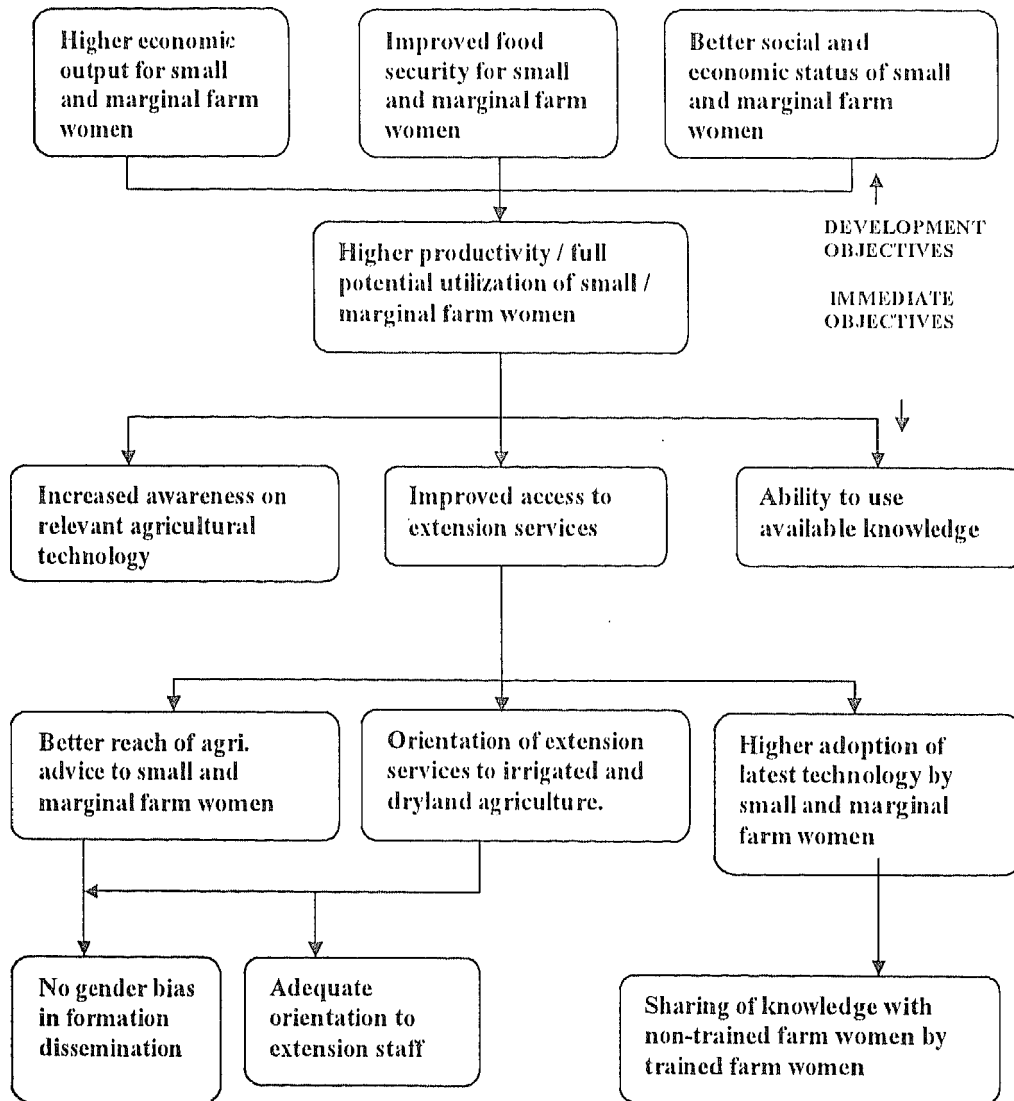 Higher economic
output for small
and marginal farm
women
Improved food
security for small
and marginal farm
women
Better social and
economic status of small
and marginal farm
women
DEVELOPMENT
OBJECTIVES
Higher productivity / full
potential utilization of small /
marginal farm women
IMMEDIATE
OBJECTIVES
Increased awareness on
relevant agricultural
technology
Improved access to
extension services
Ability to use
available knowledge
Better reach of agri.
advice to small and
marginal farm women
Orientation of extension
services to irrigated and
dryland agriculture.
Higher adoption of
latest technology by
small and marginal
farm women
No gender bias
in formation
dissemination
Adequate
orientation to
extension staff
Sharing of knowledge with
non-trained farm women by
trained farm women